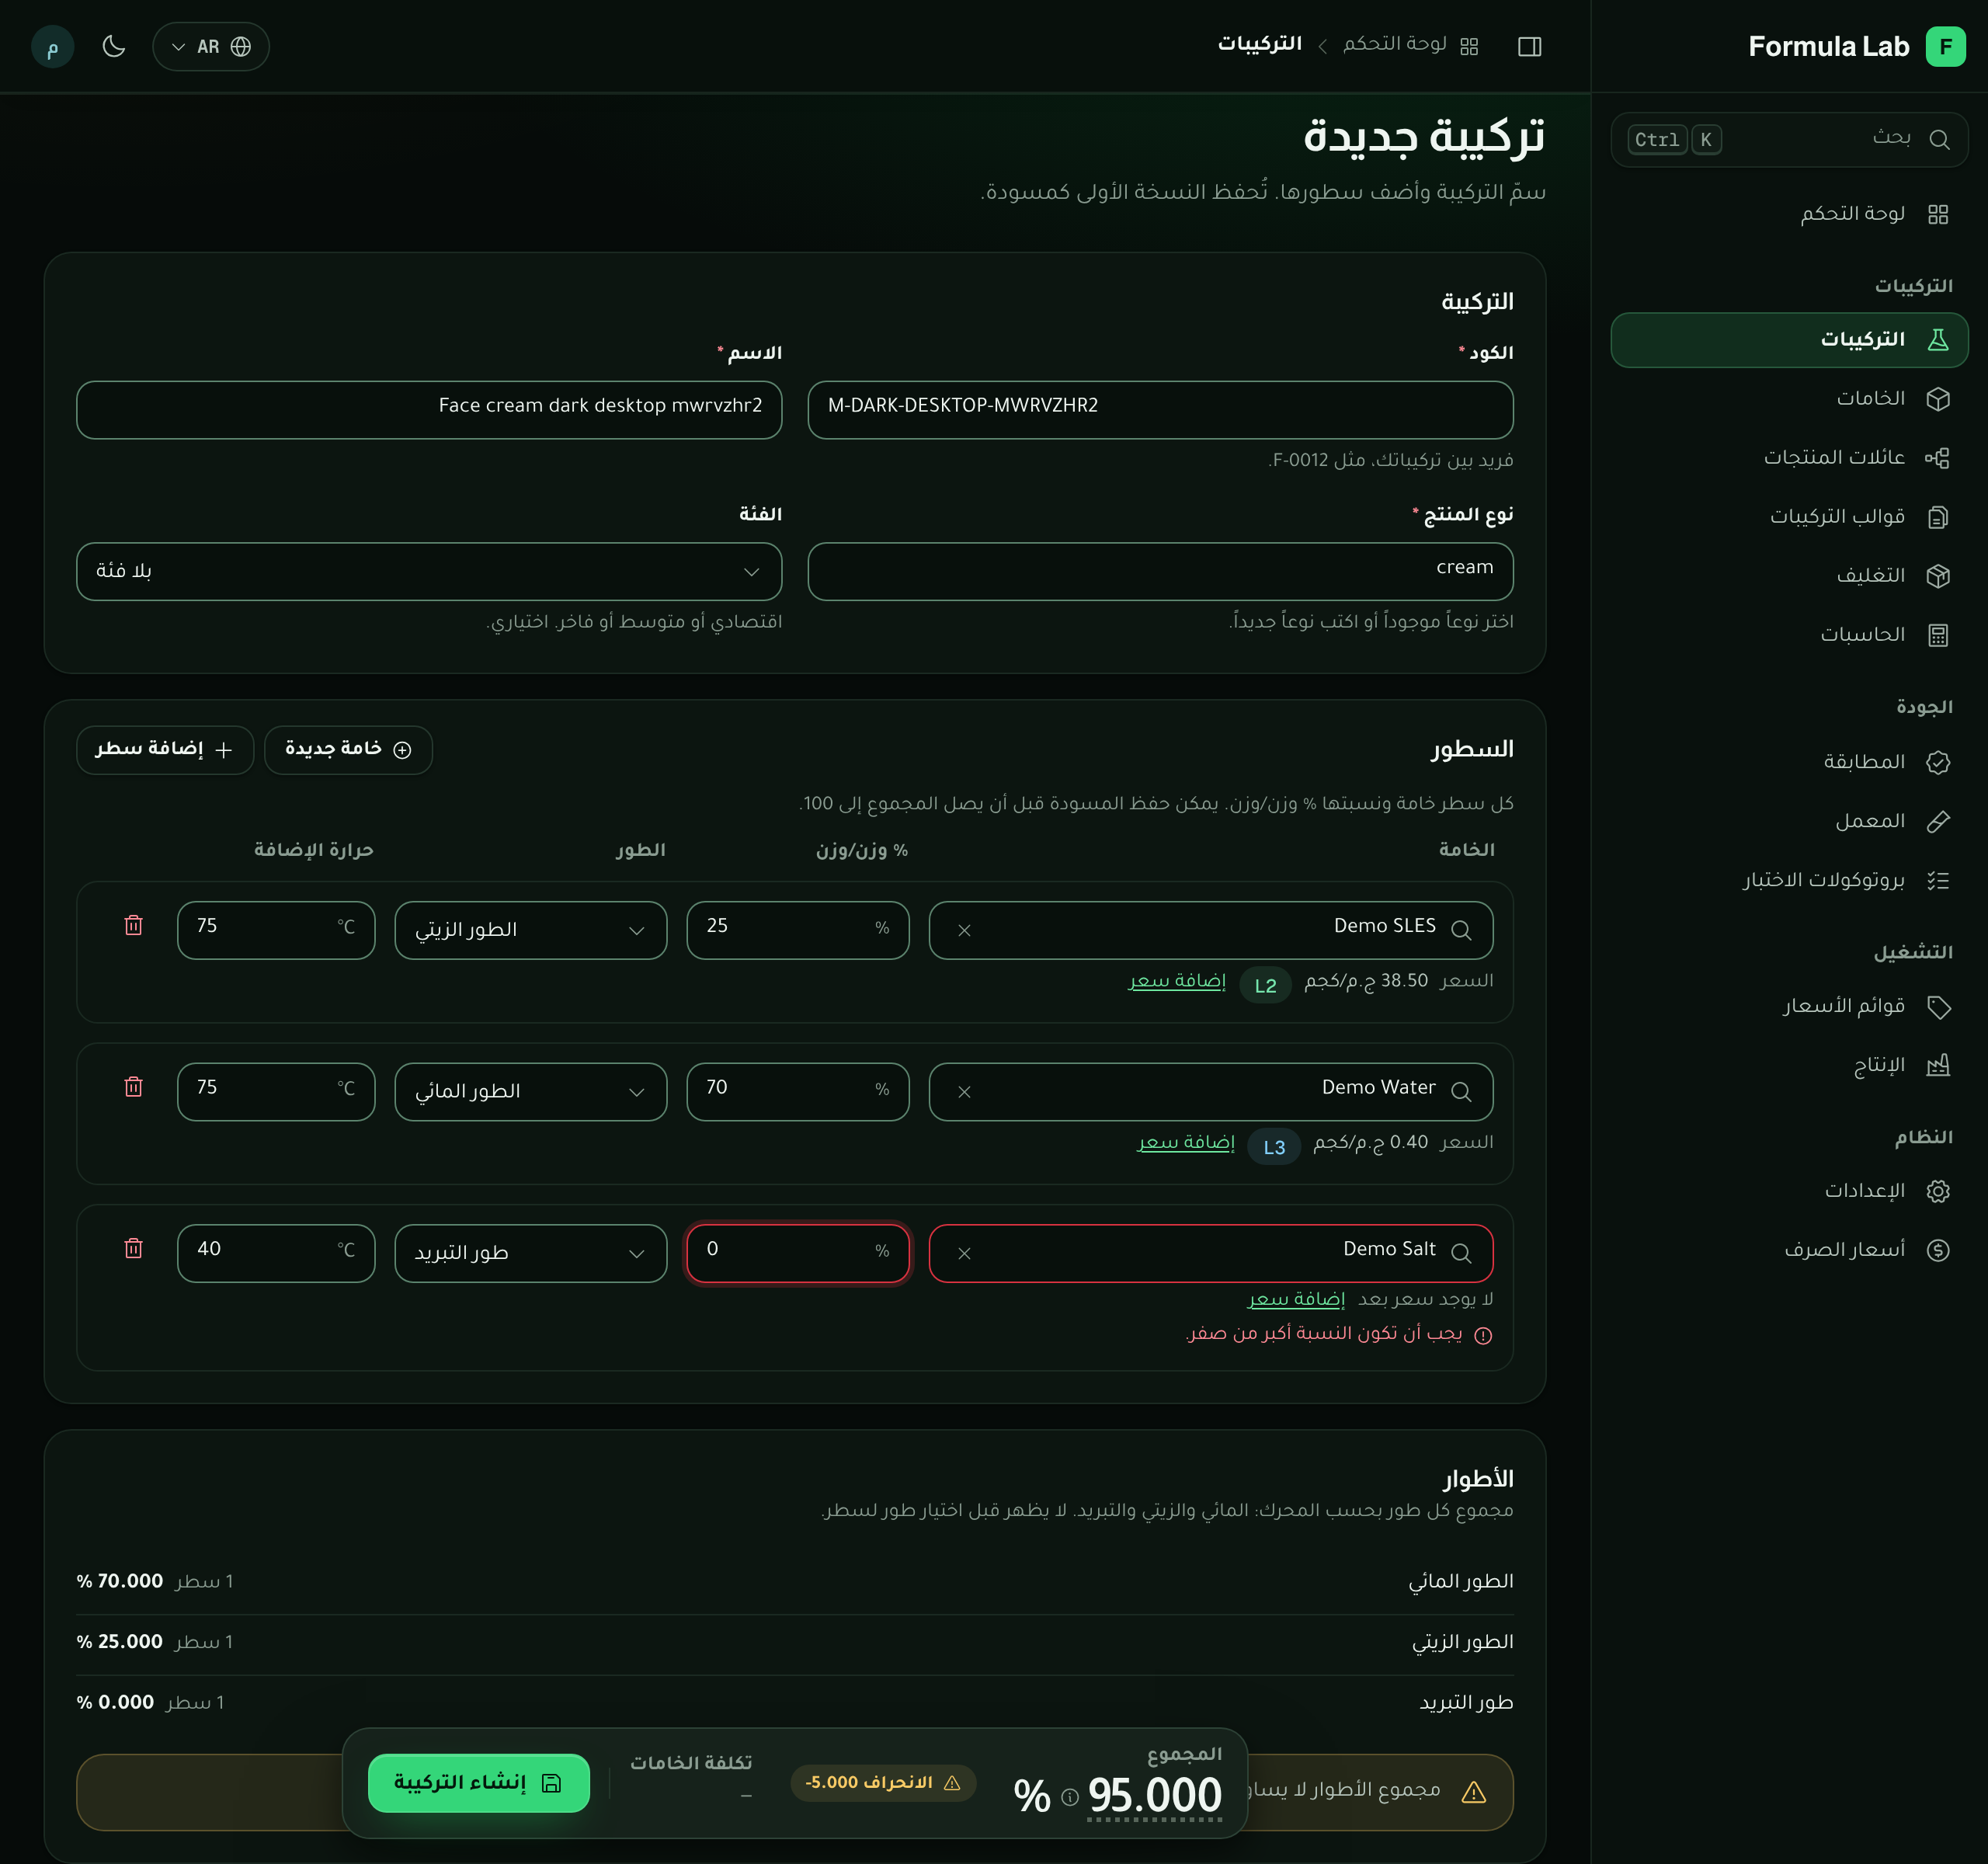 Formula Lab
F
بحث
Ctrl K
لوحة التحكم
التركيبات
التركيبات
الخامات
عائلات المنتجات
قوالب التركيبات
التغليف
الحاسبات
الجودة
المطابقة
المعمل
بروتوكولات الاختبار
التشغيل
قوائم الأسعار
الإنتاج
النظام
الإعدادات
أسعار الصرف
لوحة التحكم
التركيبات
AR
م
تركيبة جديدة
سمّ التركيبة وأضف سطورها. تُحفظ النسخة الأولى كمسودة.
التركيبة
الكود *
الاسم *
M-DARK-DESKTOP-MWRVZHR2
Face cream dark desktop mwrvzhr2
فريد بين تركيباتك، مثل F-0012.
نوع المنتج *
الفئة
cream
بلا فئة
اختر نوعاً موجوداً أو اكتب نوعاً جديداً.
اقتصادي أو متوسط أو فاخر. اختياري.
السطور
خامة جديدة
إضافة سطر
كل سطر خامة ونسبتها % وزن/وزن. يمكن حفظ المسودة قبل أن يصل المجموع إلى 100.
الخامة
% وزن/وزن
الطور
حرارة الإضافة
Demo SLES
25 %
الطور الزيتي
75 °C
السعر 38.50 ج.م/كجم L2 إضافة سعر
Demo Water
70 %
الطور المائي
75 °C
السعر 0.40 ج.م/كجم L3 إضافة سعر
Demo Salt
0 %
طور التبريد
40 °C
لا يوجد سعر بعد إضافة سعر
يجب أن تكون النسبة أكبر من صفر.
الأطوار
مجموع كل طور بحسب المحرك: المائي والزيتي والتبريد. لا يظهر قبل اختيار طور لسطر.
الطور المائي 1 سطر 70.000 %
الطور الزيتي 1 سطر 25.000 %
طور التبريد 1 سطر 0.000 %
مجموع الأطوار لا
المجموع
95.000 %
الانحراف 5.000-
تكلفة الخامات
–
إنشاء التركيبة